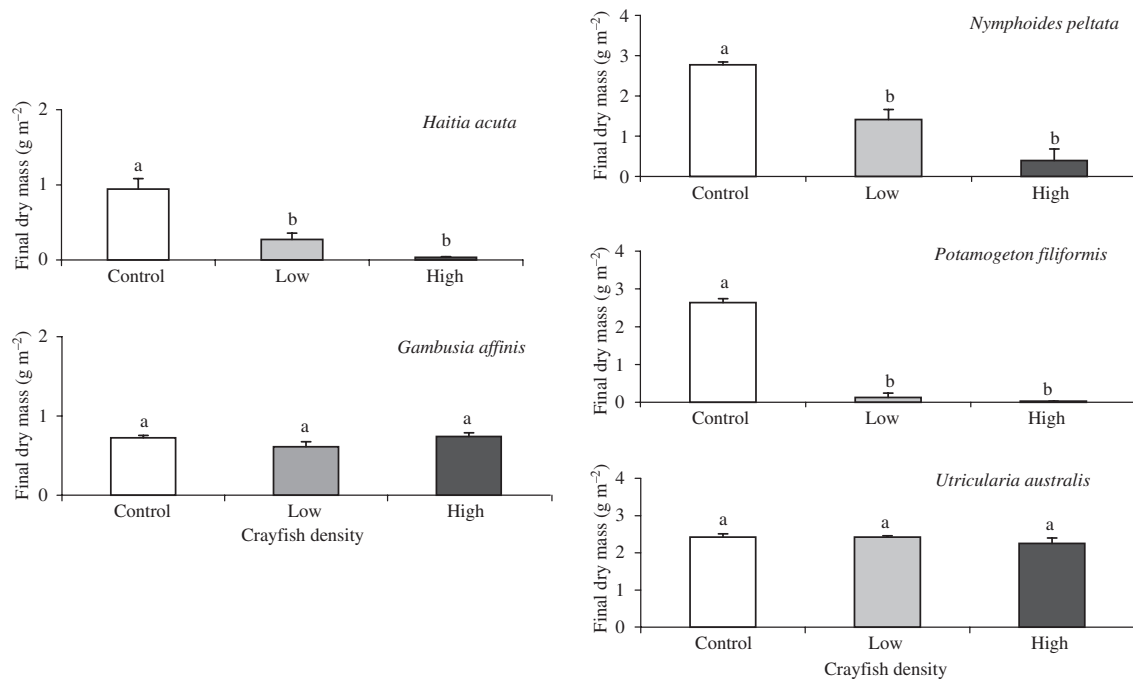 Final dry mass (g m⁻²)
2
1
0
Haitia acuta
a
b
b
Control Low High
Final dry mass (g m⁻²)
2
1
0
Gambusia affinis
a
a
a
Control Low High
Crayfish density
Final dry mass (g m⁻²)
4
3
2
1
0
Nymphoides peltata
a
b
b
Control Low High
Final dry mass (g m⁻²)
4
3
2
1
0
Potamogeton filiformis
a
b
b
Control Low High
Final dry mass (g m⁻²)
4
3
2
1
0
Utricularia australis
a
a
a
Control Low High
Crayfish density